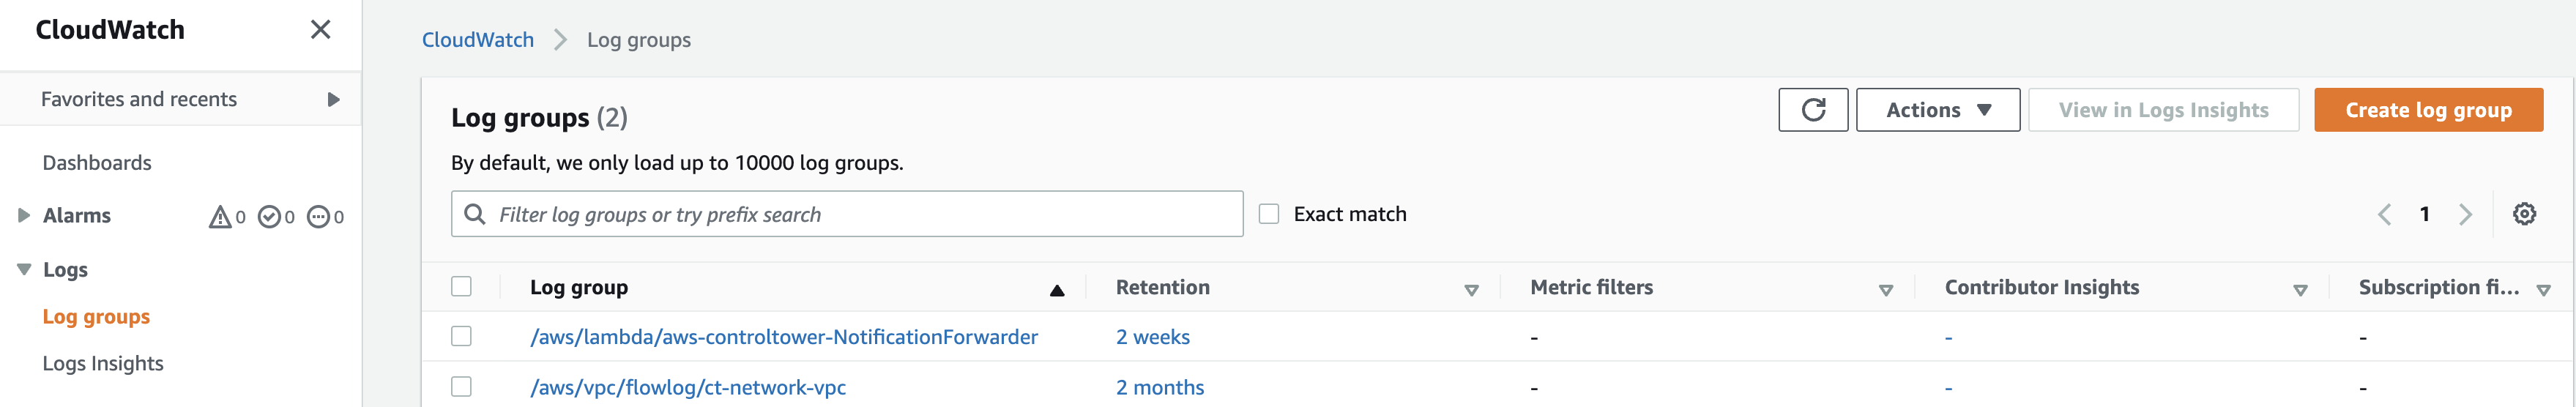 CloudWatch
Favorites and recents
Dashboards
Alarms 0 0 0
Logs
Log groups
Logs Insights
CloudWatch Log groups
Log groups (2)
Actions View in Logs Insights Create log group
By default, we only load up to 10000 log groups.
Filter log groups or try prefix search Exact match 1
Log group Retention Metric filters Contributor Insights Subscription fi...
/aws/lambda/aws-controltower-NotificationForwarder 2 weeks - - -
/aws/vpc/flowlog/ct-network-vpc 2 months - - -